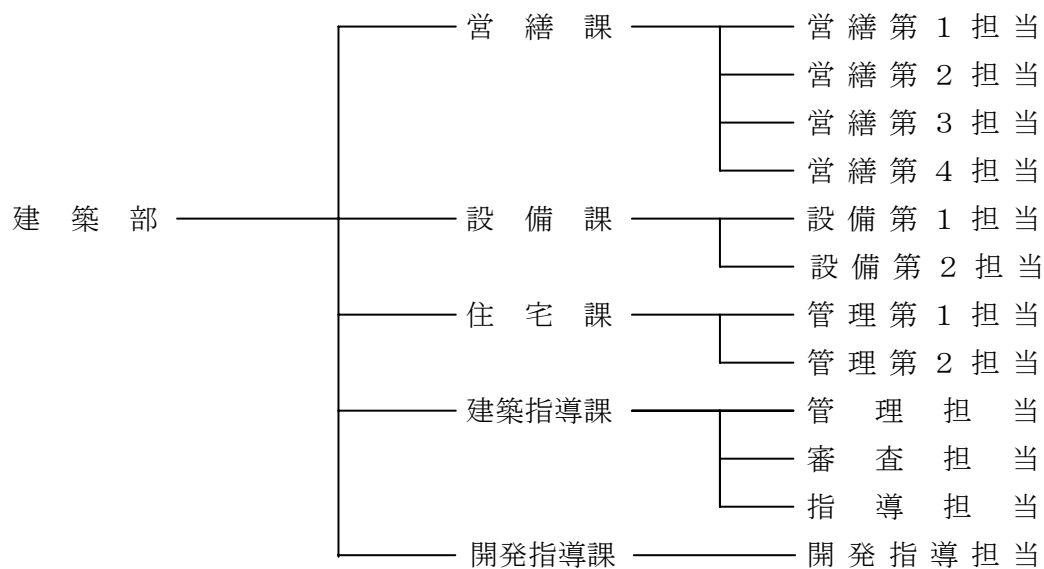 営繕課 営繕第１担当
営繕第２担当
営繕第３担当
営繕第４担当
建築部 設備課 設備第１担当
設備第２担当
住宅課 管理第１担当
管理第２担当
建築指導課 管理担当
審査担当
指導担当
開発指導課 開発指導担当